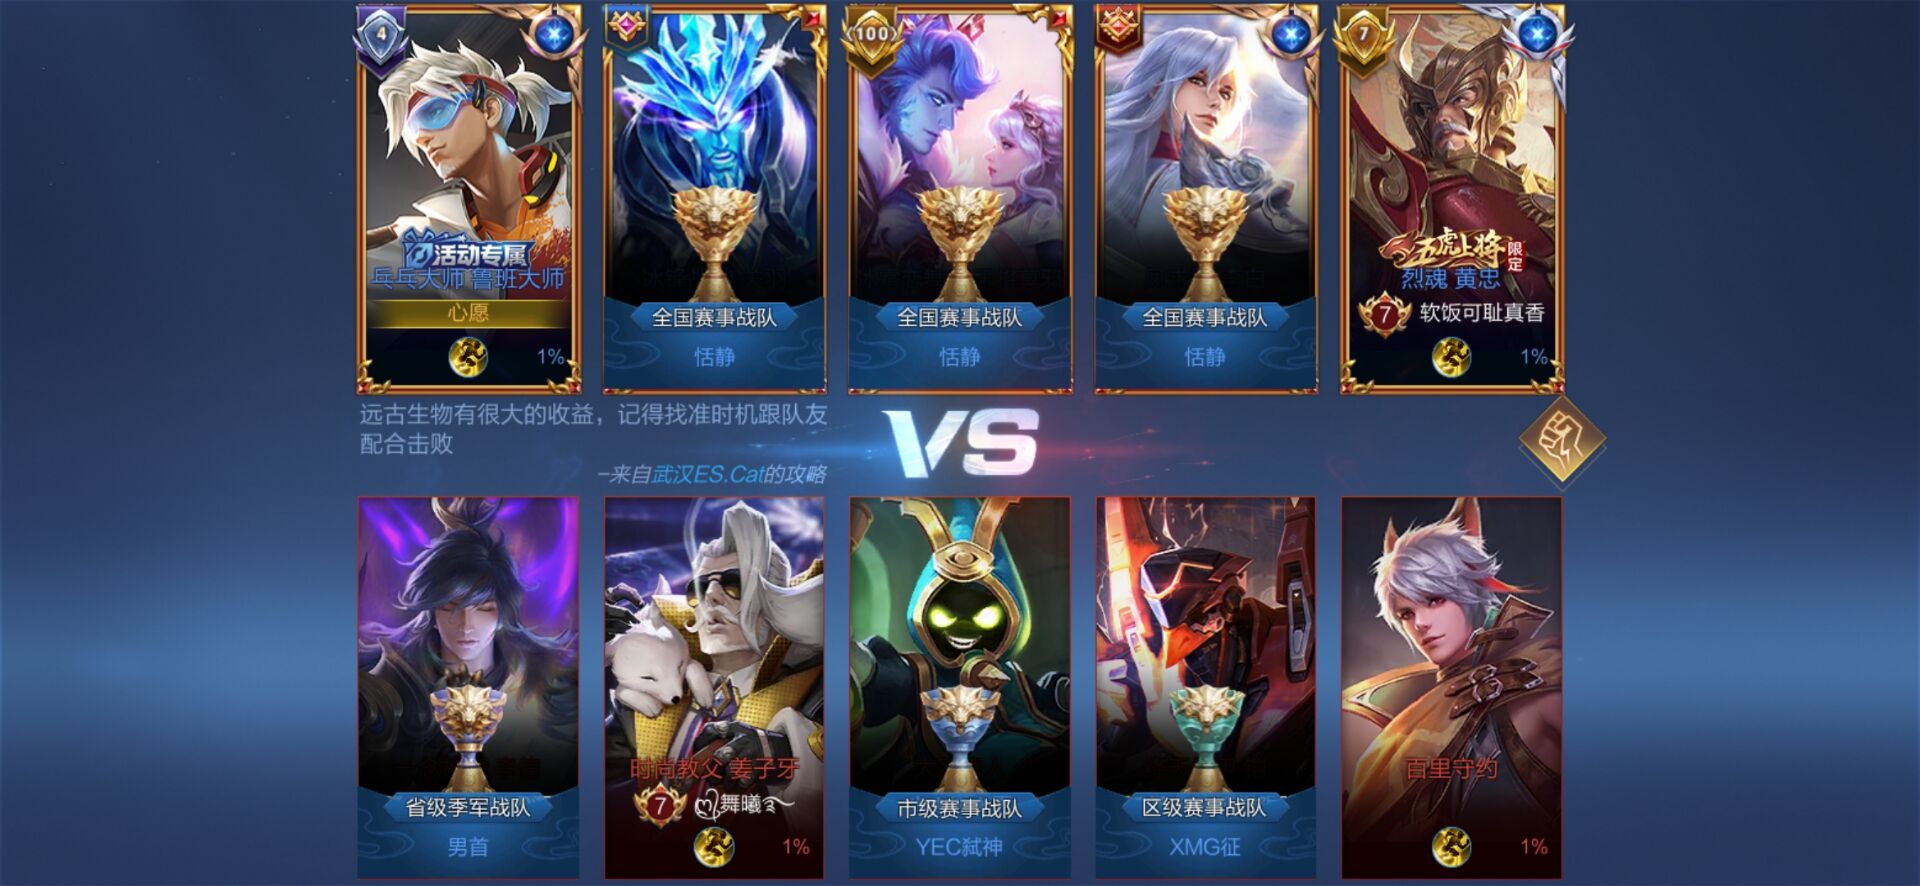 4
100
7
活动专属
乒乓大师 鲁班大师
心愿
1%
全国赛事战队
恬静
全国赛事战队
恬静
全国赛事战队
恬静
五虎上将
限定
烈魂 黄忠
7 软饭可耻真香
1%
远古生物有很大的收益，记得找准时机跟队友
配合击败
–来自武汉ES.Cat的攻略
VS
省级季军战队
男首
时尚教父 姜子牙
7 舞曦
1%
市级赛事战队
YEC弑神
区级赛事战队
XMG征
百里守约
1%